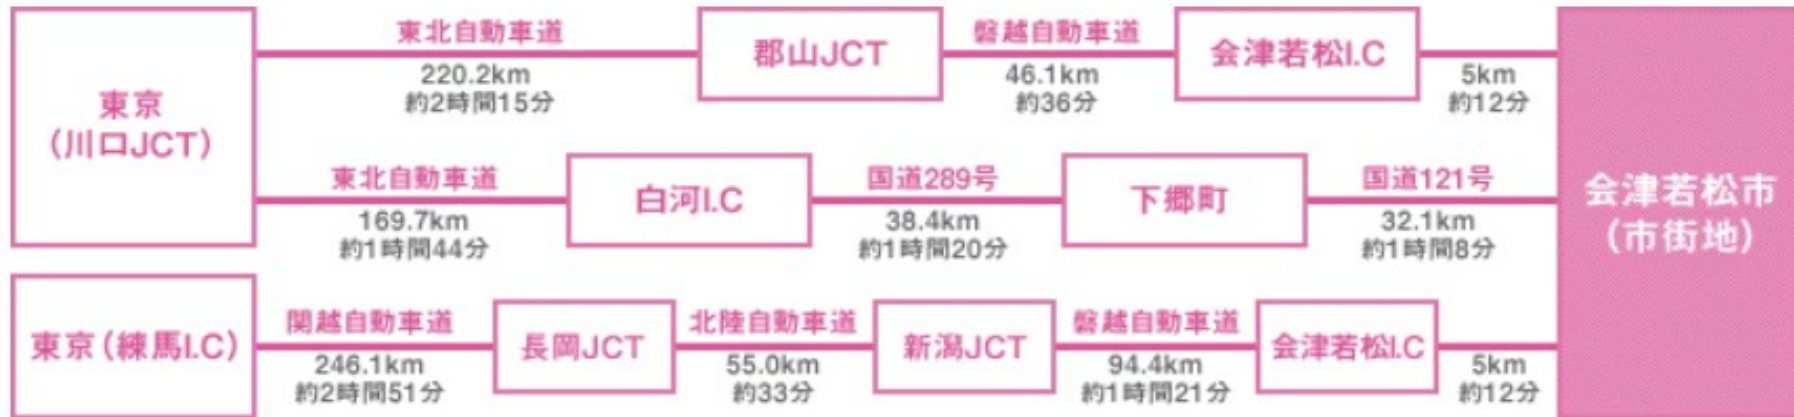 東京
（川口JCT）
東北自動車道
220.2km
約2時間15分
郡山JCT
磐越自動車道
46.1km
約36分
会津若松I.C
5km
約12分
東北自動車道
169.7km
約1時間44分
白河I.C
国道289号
38.4km
約1時間20分
下郷町
国道121号
32.1km
約1時間8分
東京（練馬I.C）
関越自動車道
246.1km
約2時間51分
長岡JCT
北陸自動車道
55.0km
約33分
新潟JCT
磐越自動車道
94.4km
約1時間21分
会津若松I.C
5km
約12分
会津若松市
（市街地）